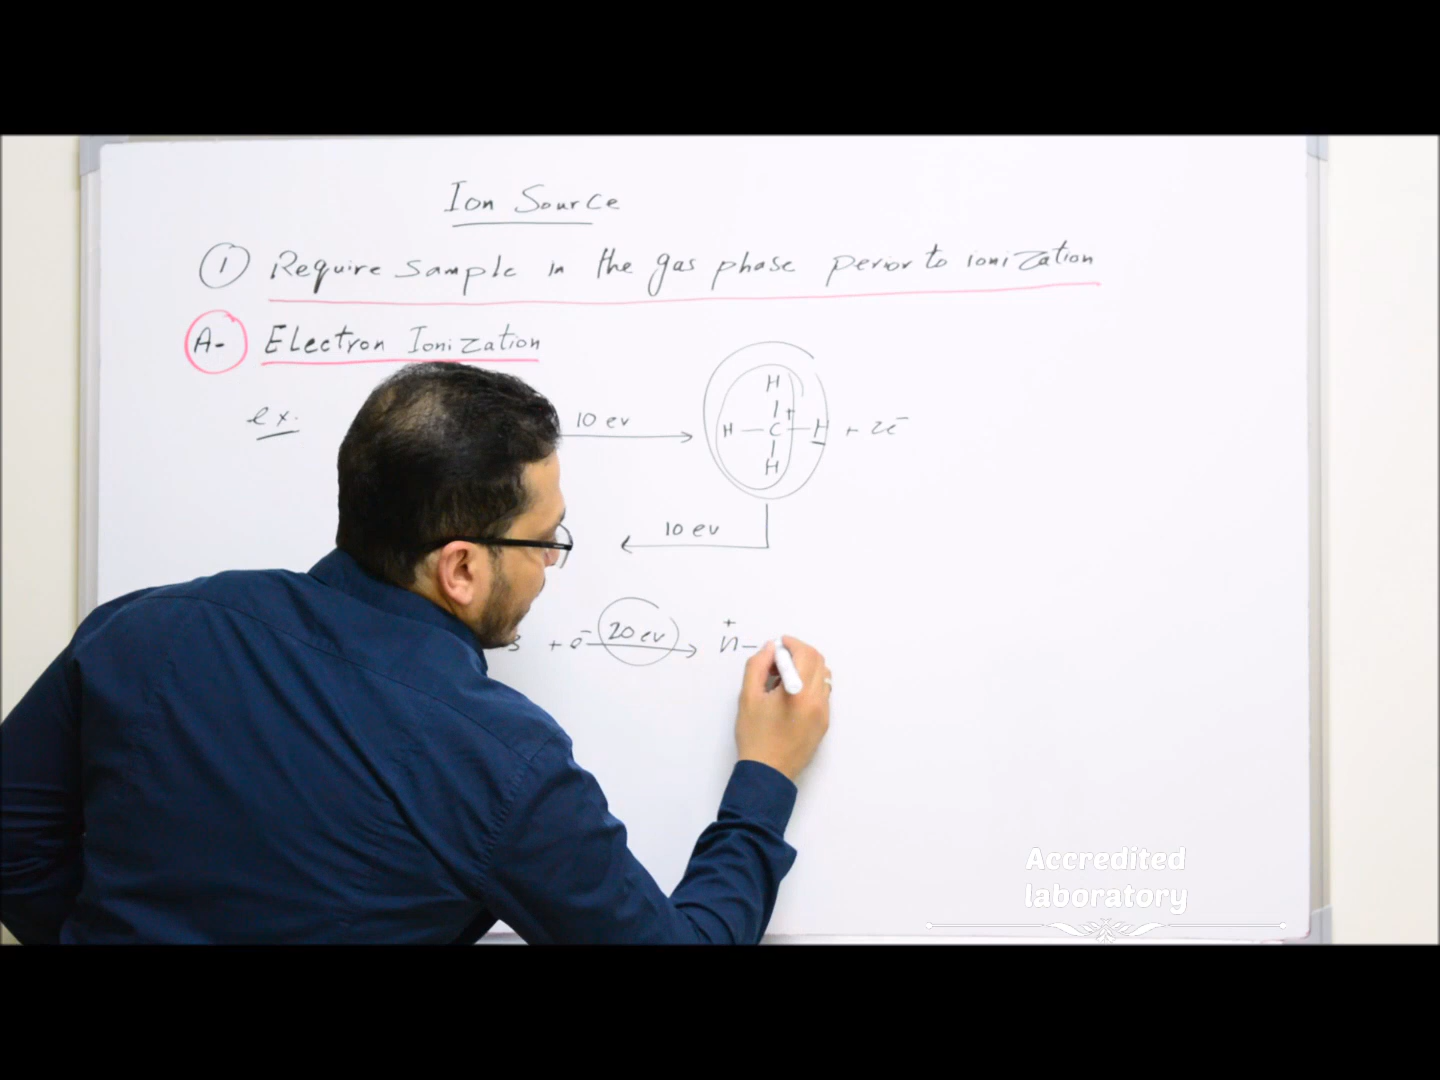 Ion Source
1 Require sample in the gas phase perior to ionization
A- Electron Ionization
ex. 10 ev
H
H — C — H + 2e-
H
+
10 ev
3 + e- 20 ev
+
N —
Accredited
laboratory